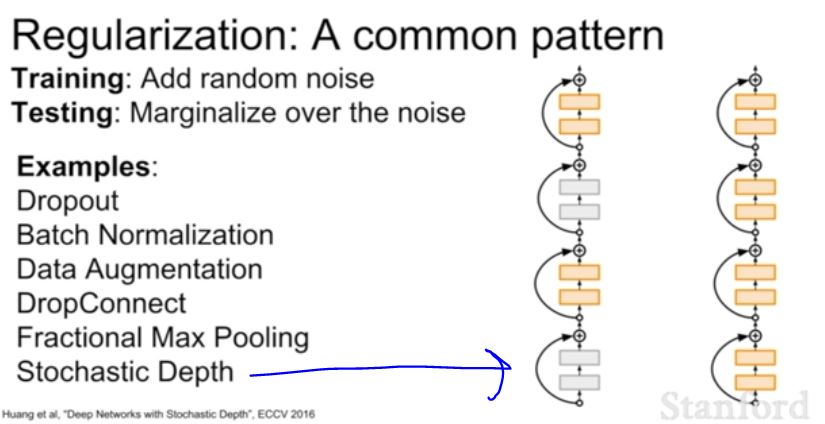 Regularization: A common pattern
Training: Add random noise
Testing: Marginalize over the noise
Examples:
Dropout
Batch Normalization
Data Augmentation
DropConnect
Fractional Max Pooling
Stochastic Depth
Huang et al, "Deep Networks with Stochastic Depth", ECCV 2016
Stanford